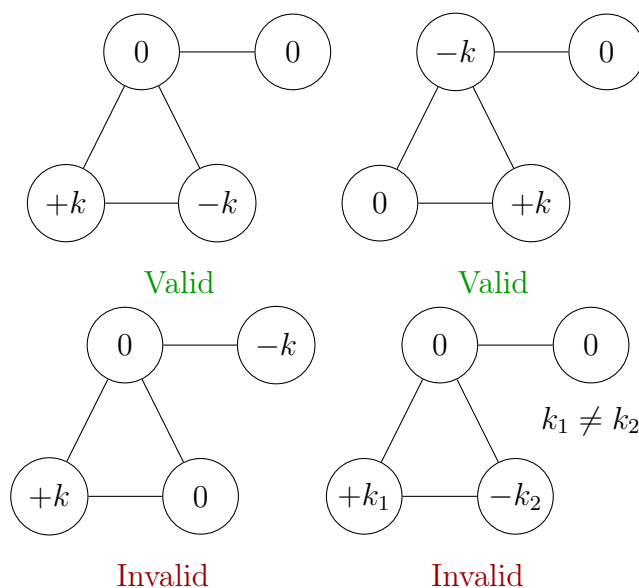 0 0 −k 0
+k −k 0 +k
Valid Valid
0 −k 0 0
k₁ ≠ k₂
+k 0 +k₁ −k₂
Invalid Invalid